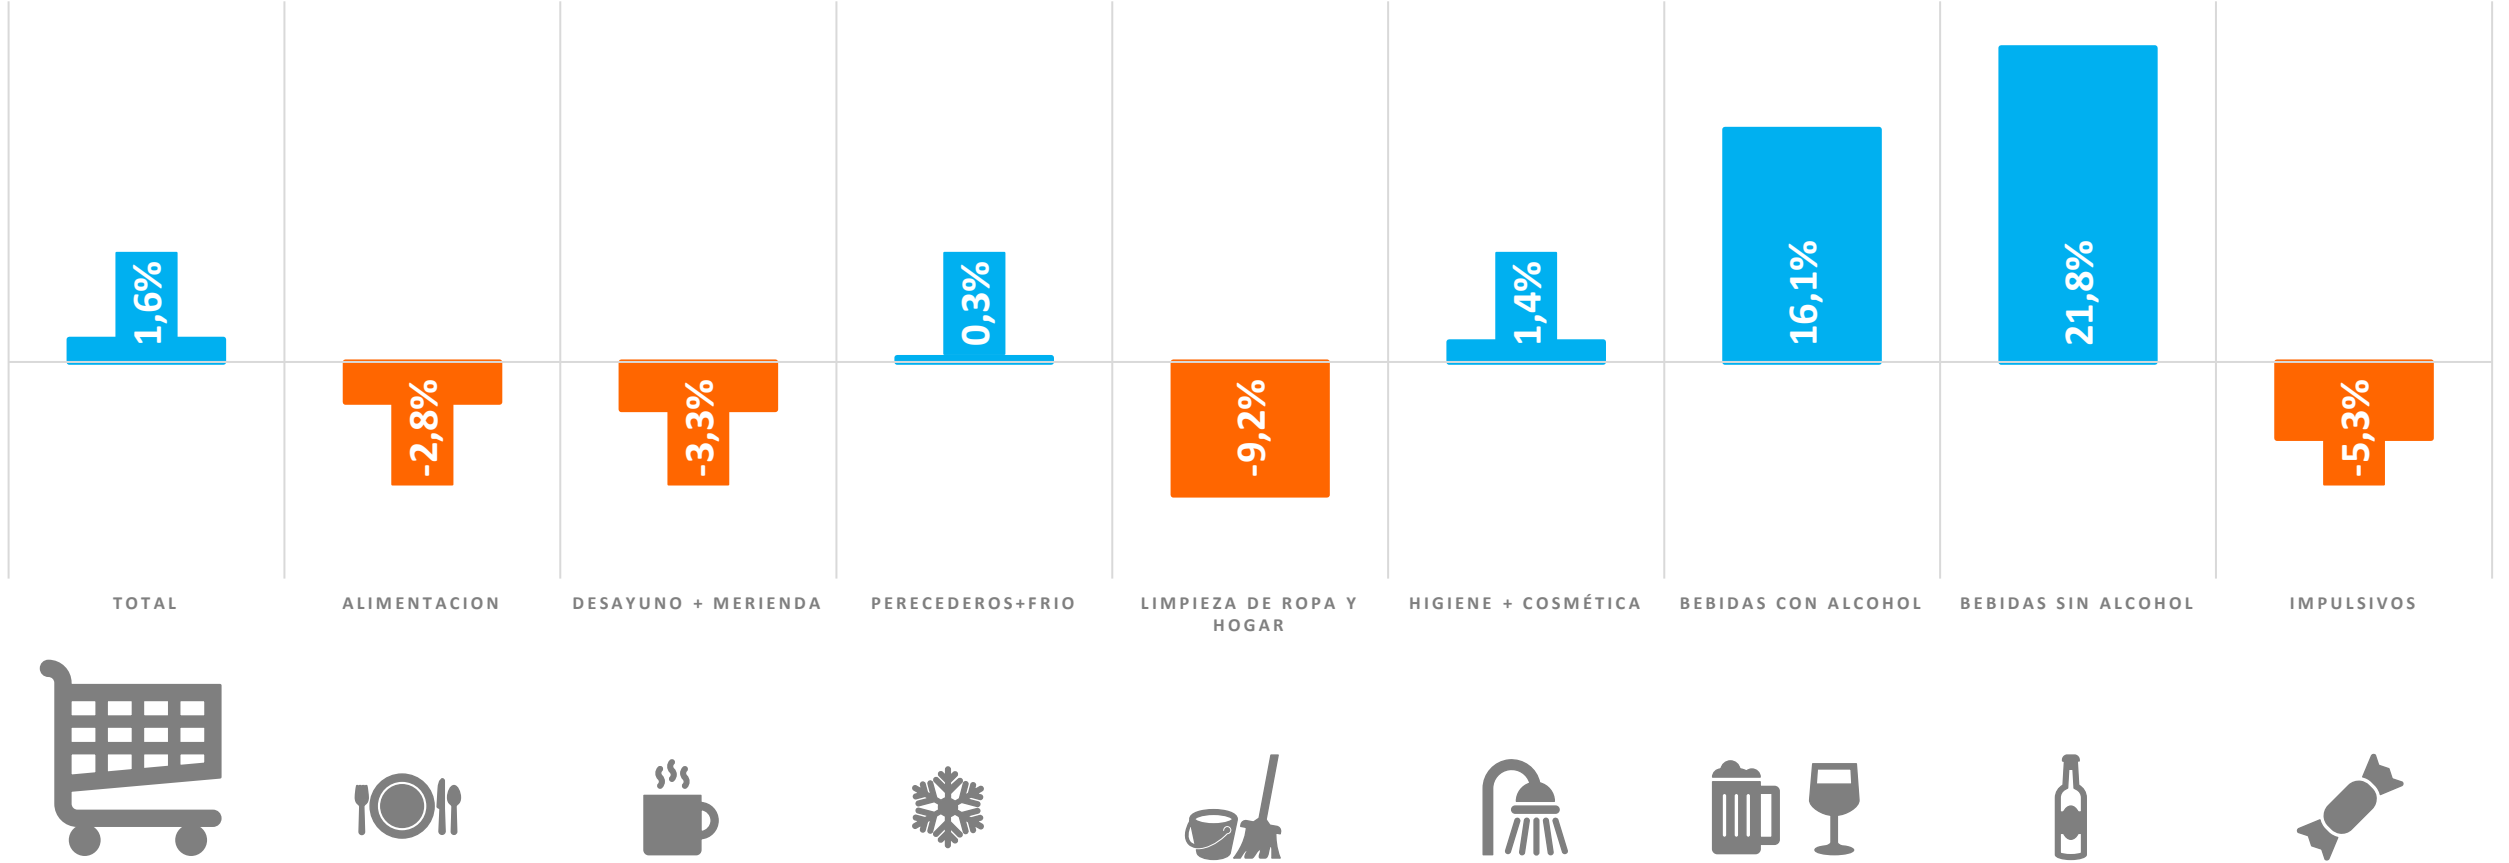 1,6%
-2,8%
-3,3%
0,3%
-9,2%
1,4%
16,1%
21,8%
-5,3%
TOTAL
ALIMENTACION
DESAYUNO + MERIENDA
PERECEDEROS+FRIO
LIMPIEZA DE ROPA Y
HOGAR
HIGIENE + COSMÉTICA
BEBIDAS CON ALCOHOL
BEBIDAS SIN ALCOHOL
IMPULSIVOS